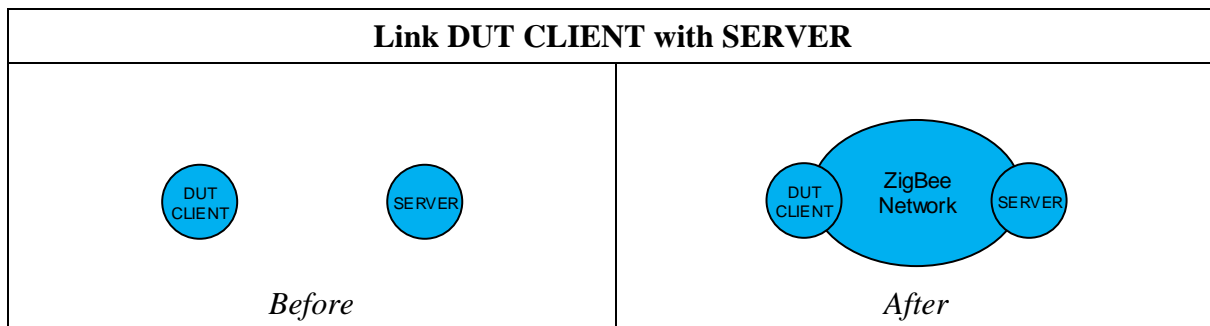 Link DUT CLIENT with SERVER
DUT
CLIENT
SERVER
Before
DUT
CLIENT
ZigBee
Network
SERVER
After